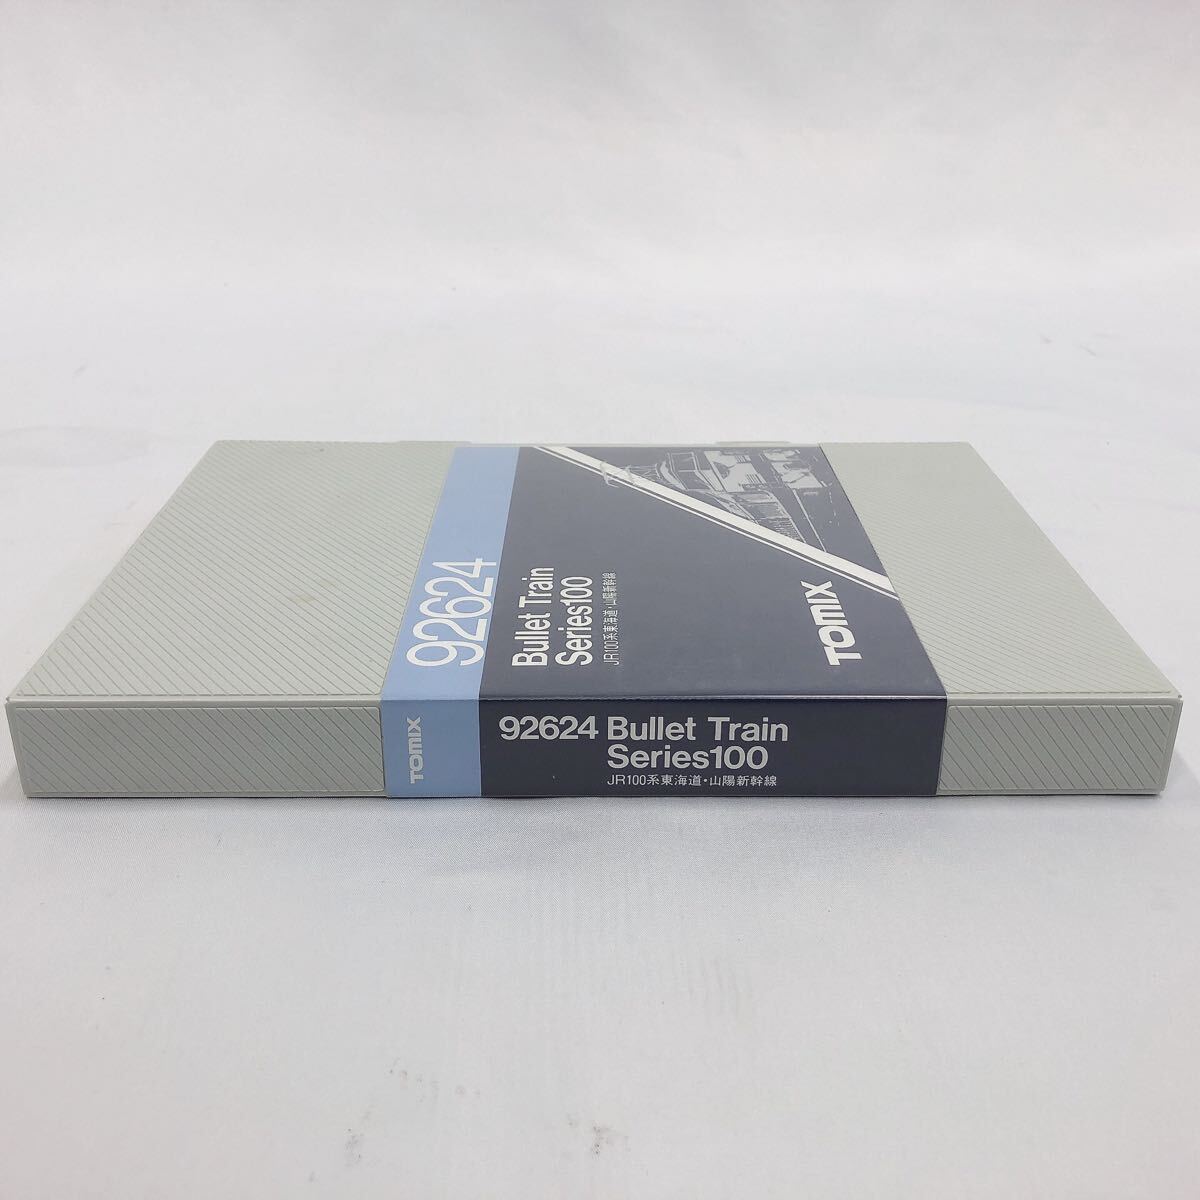 92624
Bullet Train
Series100
JR100系東海道・山陽新幹線
TOMIX
TOMIX
92624 Bullet Train
Series100
JR100系東海道・山陽新幹線